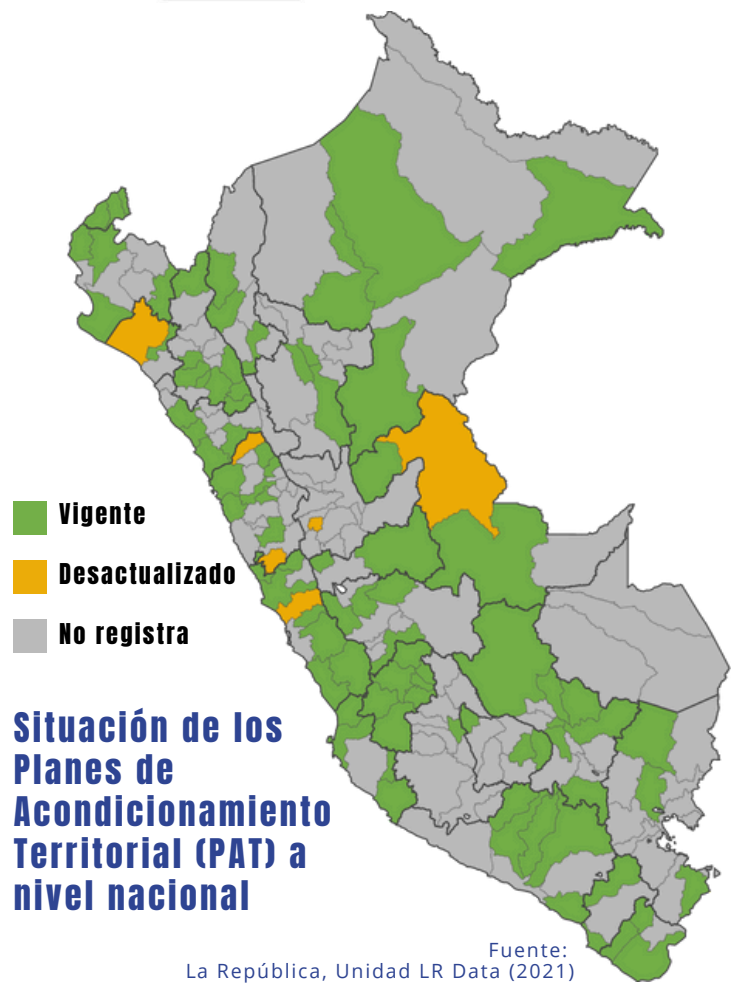 Vigente
Desactualizado
No registra
Situación de los
Planes de
Acondicionamiento
Territorial (PAT) a
nivel nacional
Fuente:
La República, Unidad LR Data (2021)